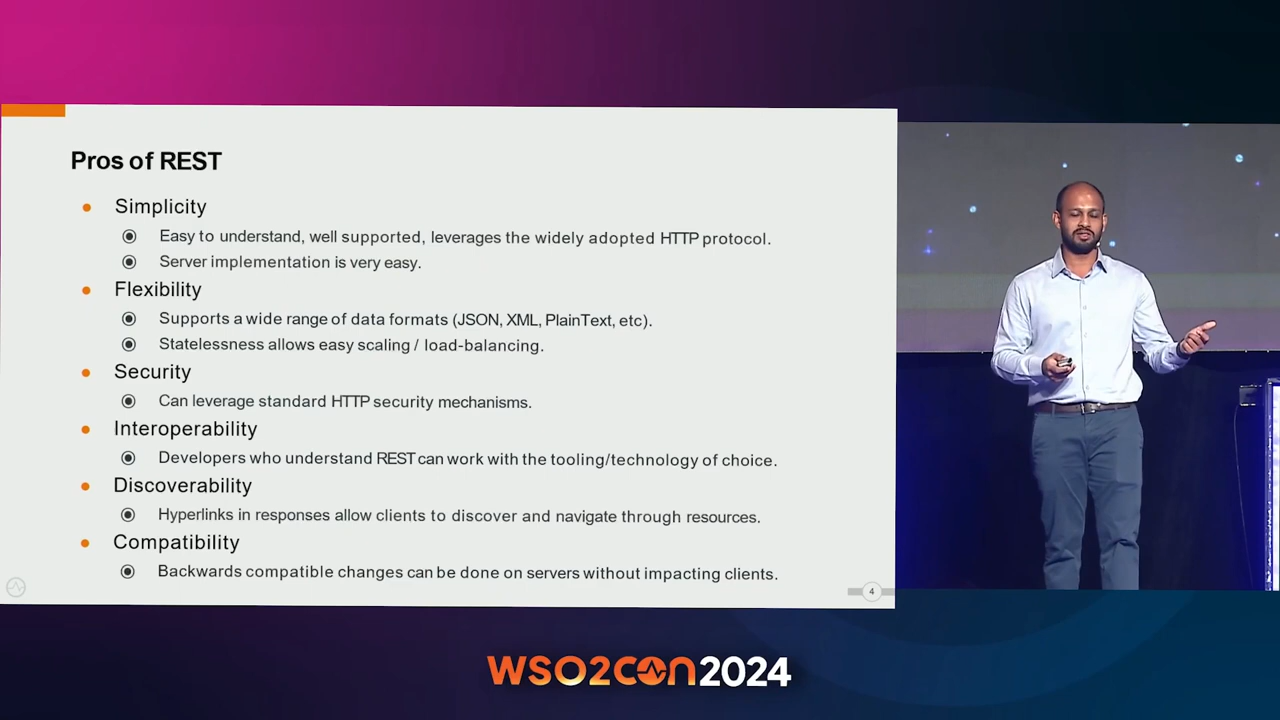 Pros of REST
Simplicity
Easy to understand, well supported, leverages the widely adopted HTTP protocol.
Server implementation is very easy.
Flexibility
Supports a wide range of data formats (JSON, XML, PlainText, etc).
Statelessness allows easy scaling / load-balancing.
Security
Can leverage standard HTTP security mechanisms.
Interoperability
Developers who understand REST can work with the tooling/technology of choice.
Discoverability
Hyperlinks in responses allow clients to discover and navigate through resources.
Compatibility
Backwards compatible changes can be done on servers without impacting clients.
4
WSO2CON2024